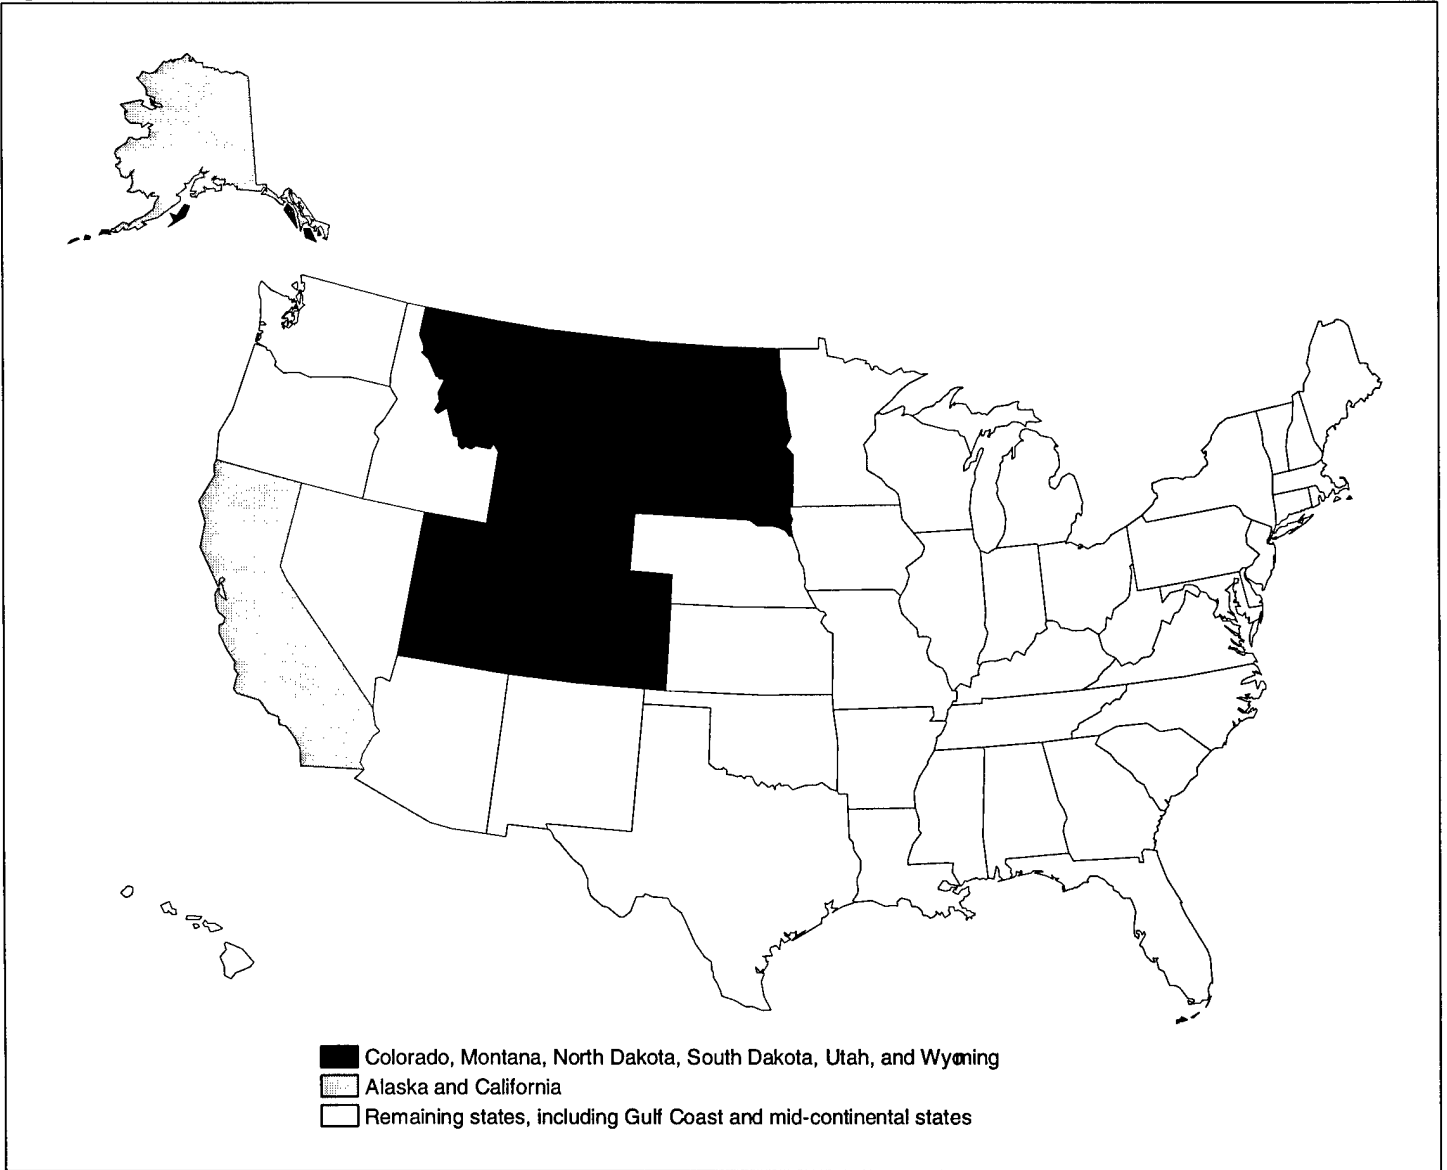 Colorado, Montana, North Dakota, South Dakota, Utah, and Wyoming
Alaska and California
Remaining states, including Gulf Coast and mid-continental states